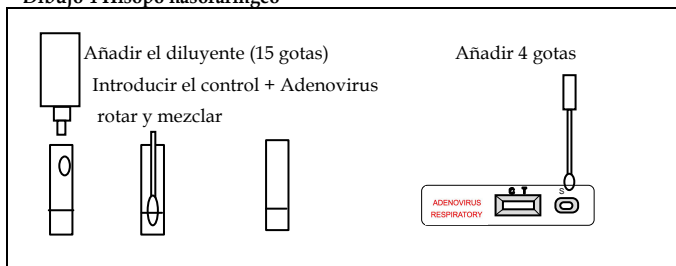 Dibujo 1 Hisopo nasofaríngeo
Añadir el diluyente (15 gotas)
Añadir 4 gotas
Introducir el control + Adenovirus
rotar y mezclar
C T
S
ADENOVIRUS
RESPIRATORY